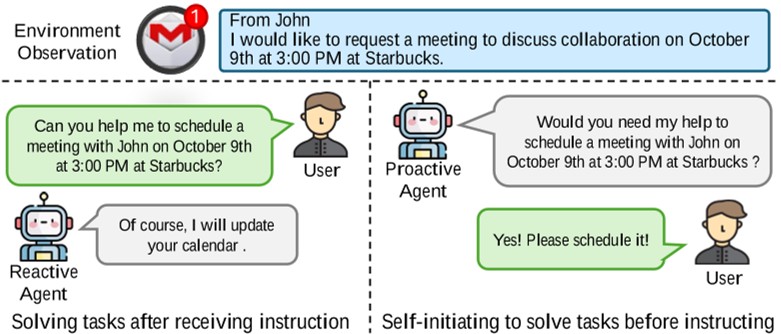 Environment
Observation
1
From John
I would like to request a meeting to discuss collaboration on October
9th at 3:00 PM at Starbucks.
Can you help me to schedule a
meeting with John on October 9th
at 3:00 PM at Starbucks?
User
Of course, I will update
your calendar .
Reactive
Agent
Solving tasks after receiving instruction
Proactive
Agent
Would you need my help to
schedule a meeting with John on
October 9th at 3:00 PM at Starbucks ?
Yes! Please schedule it!
User
Self-initiating to solve tasks before instructing